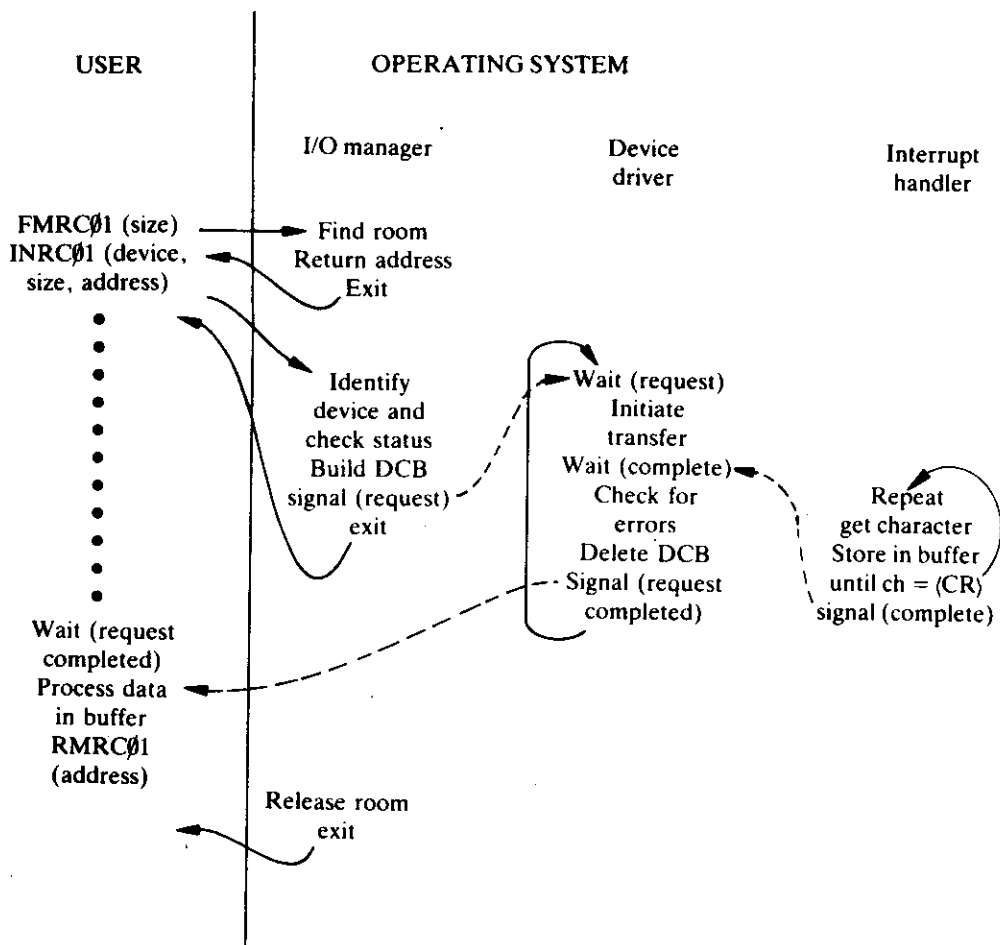 USER
OPERATING SYSTEM
I/O manager
Device
driver
Interrupt
handler
FMRCØ1 (size)
INRCØ1 (device,
size, address)
Find room
Return address
Exit
Identify
device and
check status
Build DCB
signal (request)
exit
Wait (request)
Initiate
transfer
Wait (complete)
Check for
errors
Delete DCB
Signal (request
completed)
Repeat
get character
Store in buffer
until ch = ⟨CR⟩
signal (complete)
Wait (request
completed)
Process data
in buffer
RMRCØ1
(address)
Release room
exit